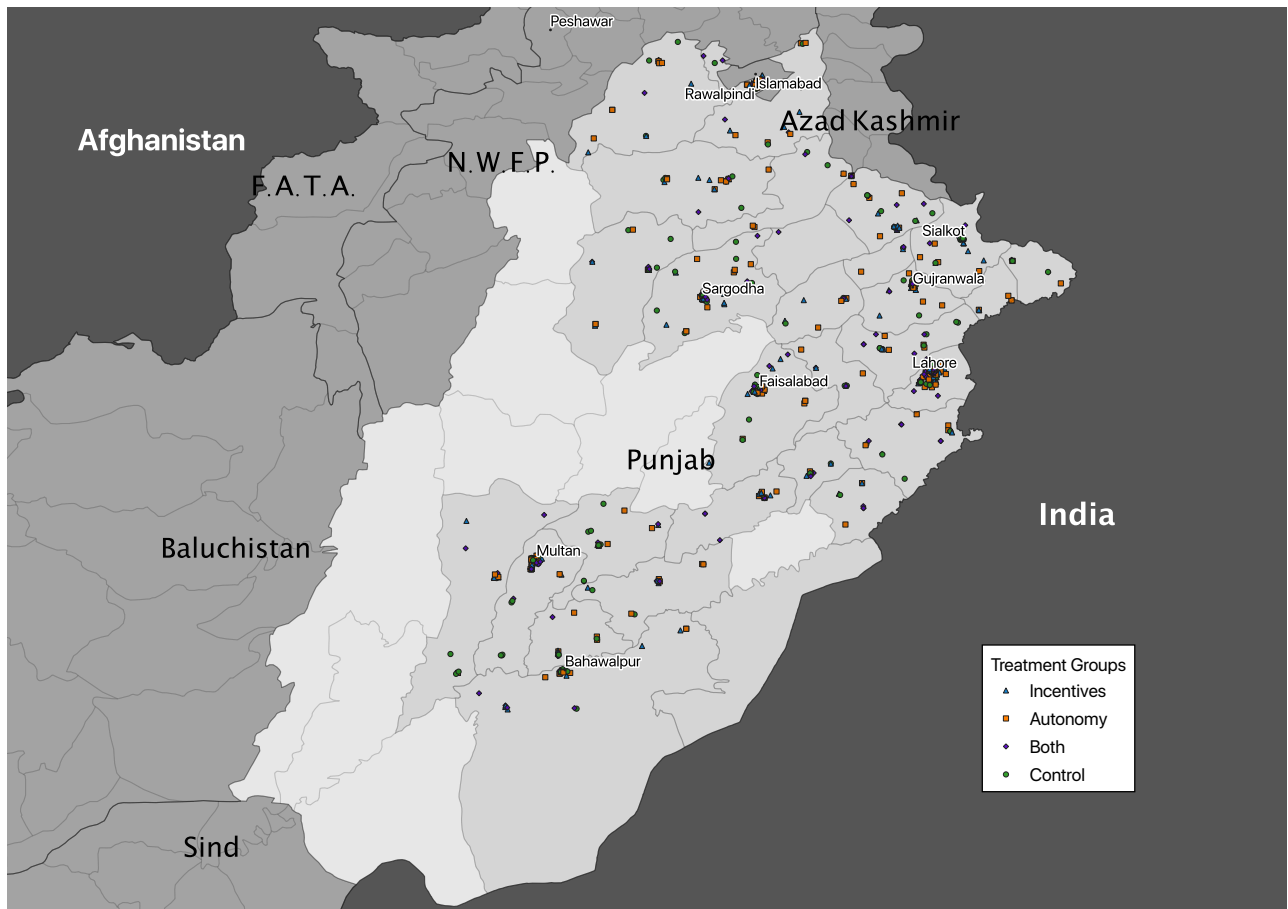 Peshawar
Islamabad
Rawalpindi
Azad Kashmir
Afghanistan
N.W.F.P.
F.A.T.A.
Sialkot
Gujranwala
Sargodha
Lahore
Faisalabad
Punjab
India
Baluchistan
Multan
Bahawalpur
Treatment Groups
Incentives
Autonomy
Both
Control
Sind